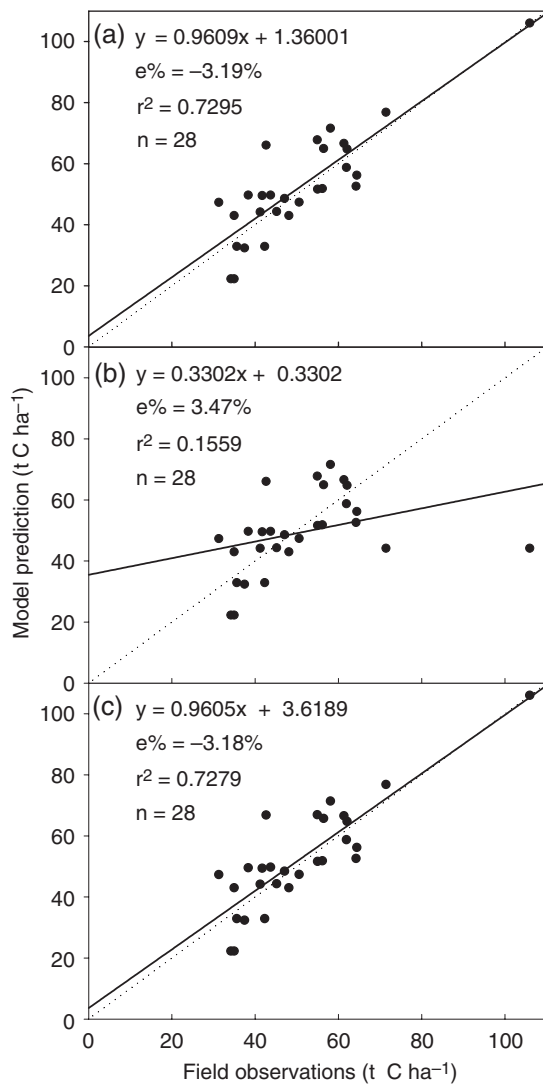 (a) y = 0.9609x + 1.36001
e% = –3.19%
r² = 0.7295
n = 28
100
80
60
40
20
0
(b) y = 0.3302x + 0.3302
e% = 3.47%
r² = 0.1559
n = 28
100
80
60
40
20
0
Model prediction (t C ha⁻¹)
(c) y = 0.9605x + 3.6189
e% = –3.18%
r² = 0.7279
n = 28
100
80
60
40
20
0
0 20 40 60 80 100
Field observations (t C ha⁻¹)